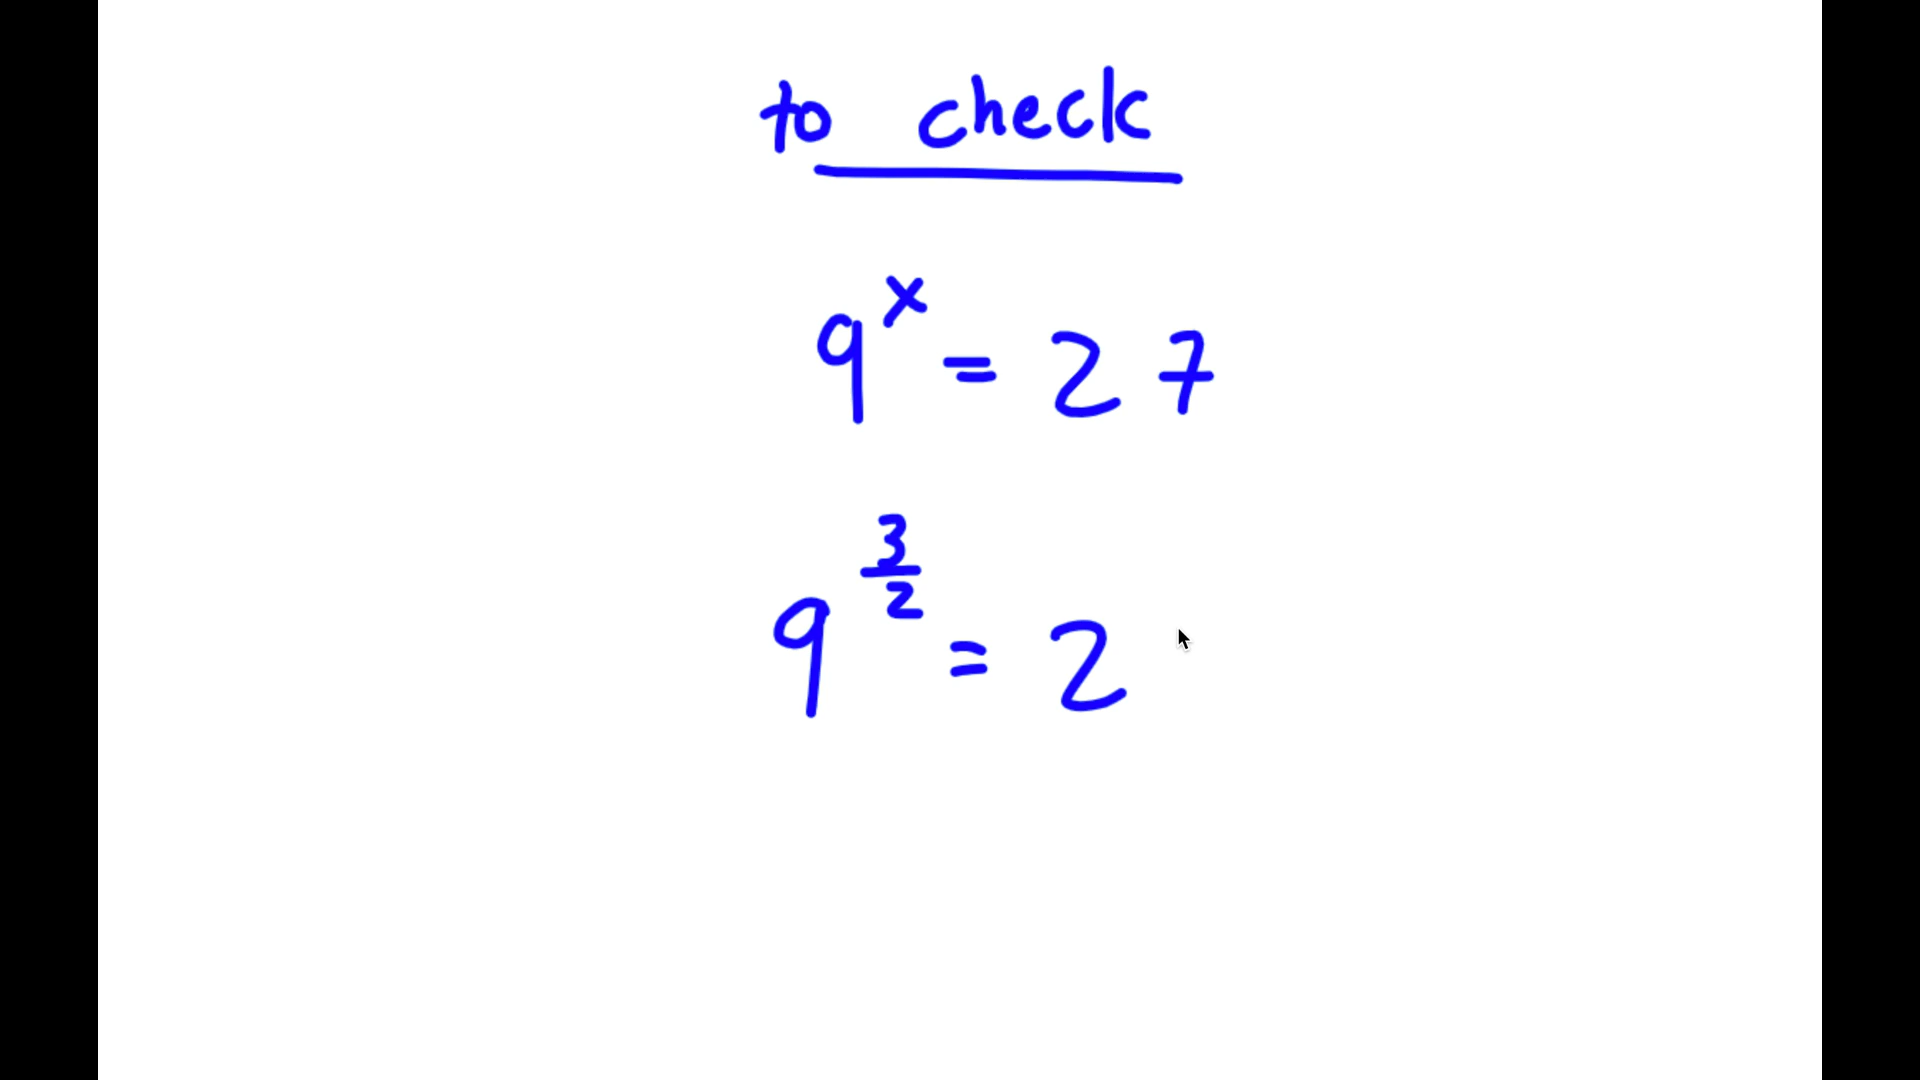 to check
9^x = 27
9^{3/2} = 2